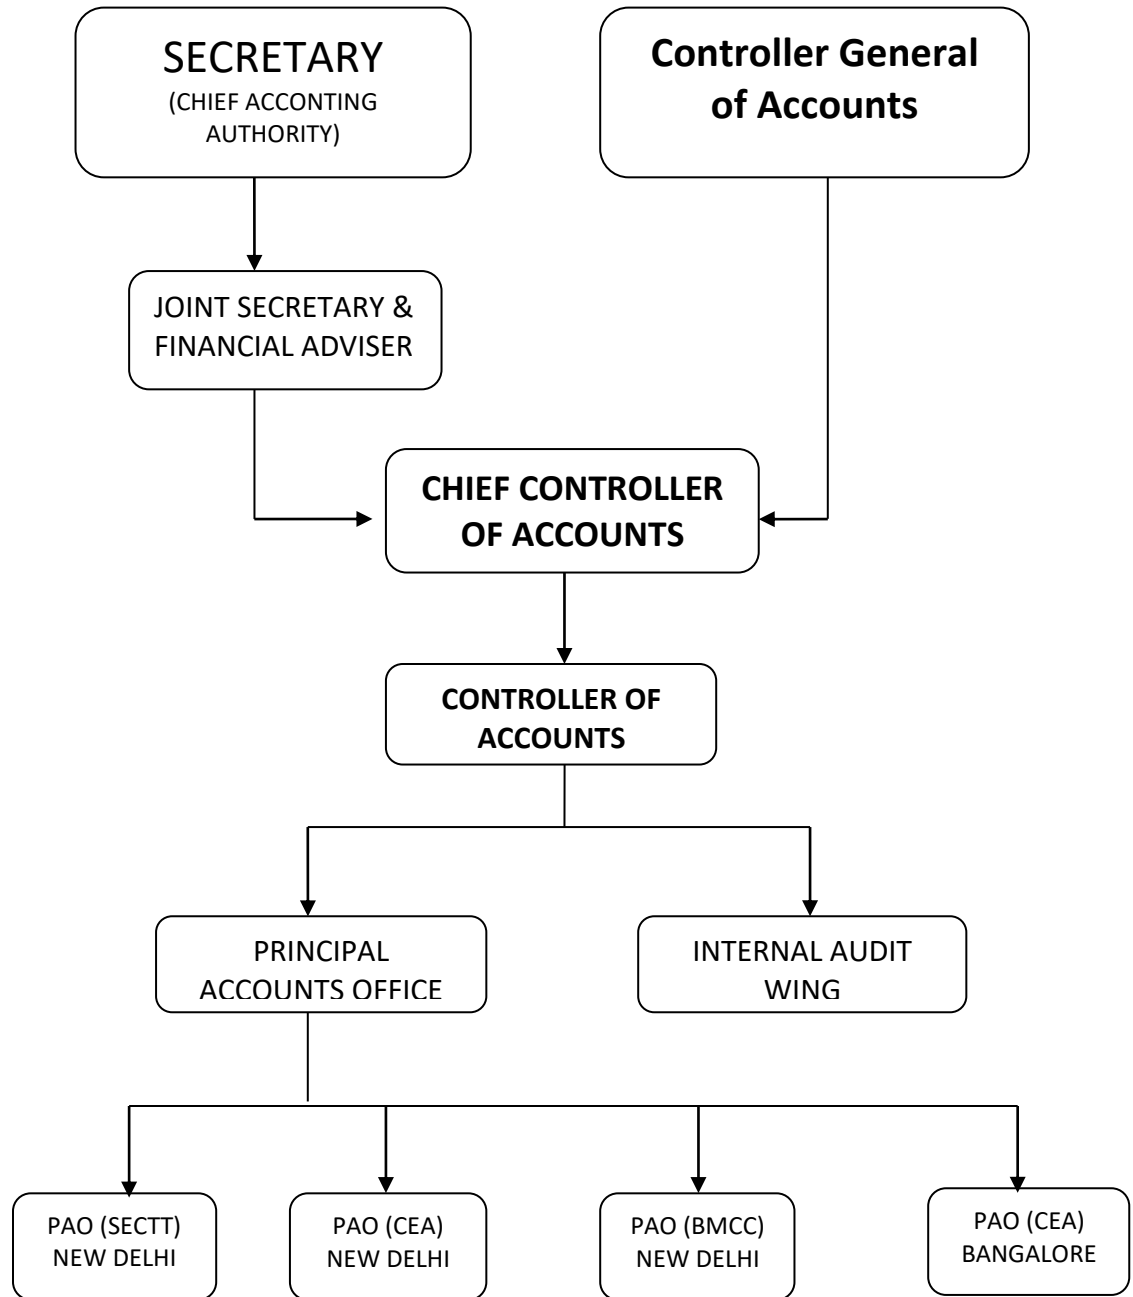 SECRETARY
(CHIEF ACCONTING
AUTHORITY)
Controller General
of Accounts
JOINT SECRETARY &
FINANCIAL ADVISER
CHIEF CONTROLLER
OF ACCOUNTS
CONTROLLER OF
ACCOUNTS
PRINCIPAL
ACCOUNTS OFFICE
INTERNAL AUDIT
WING
PAO (SECTT)
NEW DELHI
PAO (CEA)
NEW DELHI
PAO (BMCC)
NEW DELHI
PAO (CEA)
BANGALORE